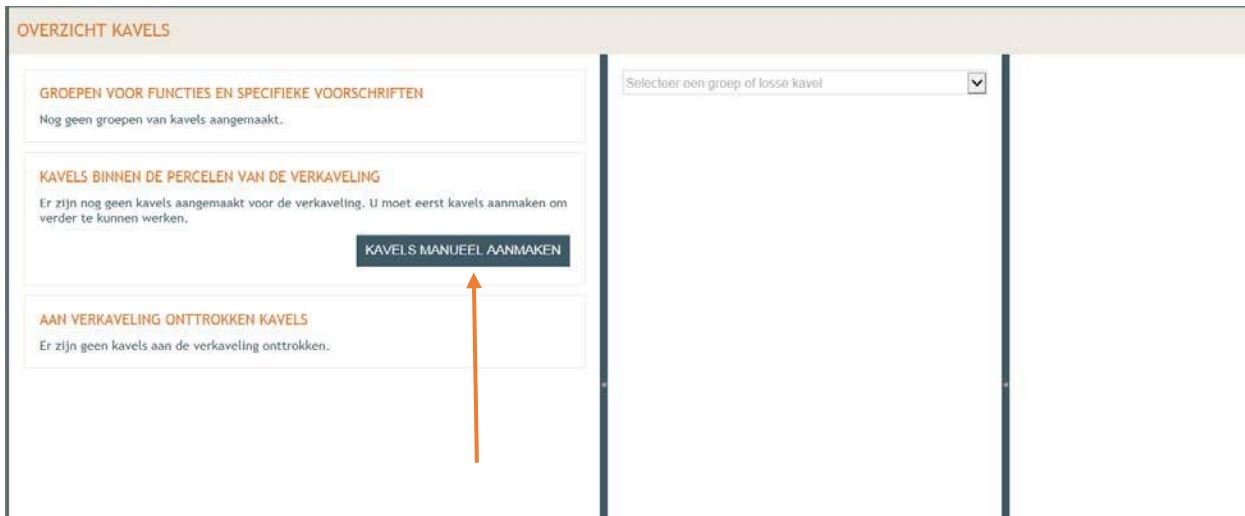 OVERZICHT KAVELS
GROEPEN VOOR FUNCTIES EN SPECIFIEKE VOORSCHRIFTEN
Nog geen groepen van kavels aangemaakt.
KAVELS BINNEN DE PERCELEN VAN DE VERKAVELING
Er zijn nog geen kavels aangemaakt voor de verkaveling. U moet eerst kavels aanmaken om
verder te kunnen werken.
KAVELS MANUEEL AANMAKEN
AAN VERKAVELING ONTTROKKEN KAVELS
Er zijn geen kavels aan de verkaveling onttrokken.
Selecteer een groep of losse kavel